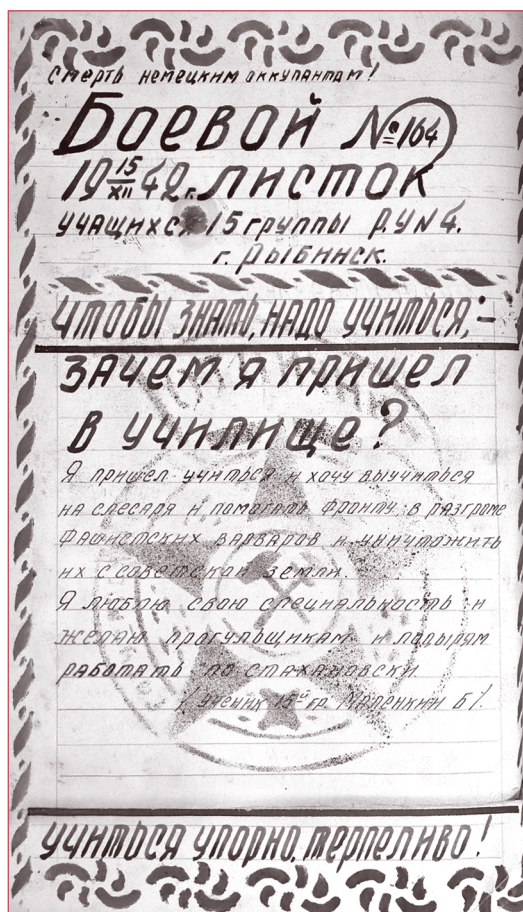 Смерть немецким оккупантам!
Боевой №164
19 15/XII 42 г. листок
учащихся 15 группы Р.У №4.
г. Рыбинск.
Чтобы знать, надо учиться,:–
зачем я пришел
в училище?
Я пришел учиться и хочу выучиться
на слесаря и помогать фронту в разгроме
фашистских варваров и уничтожить
их с советской земли.
Я люблю свою специальность и
желаю прогульщикам и лодырям
работать по стахановски
/ученик 15й гр. Маленкин Б/.
Учиться упорно, терпеливо!